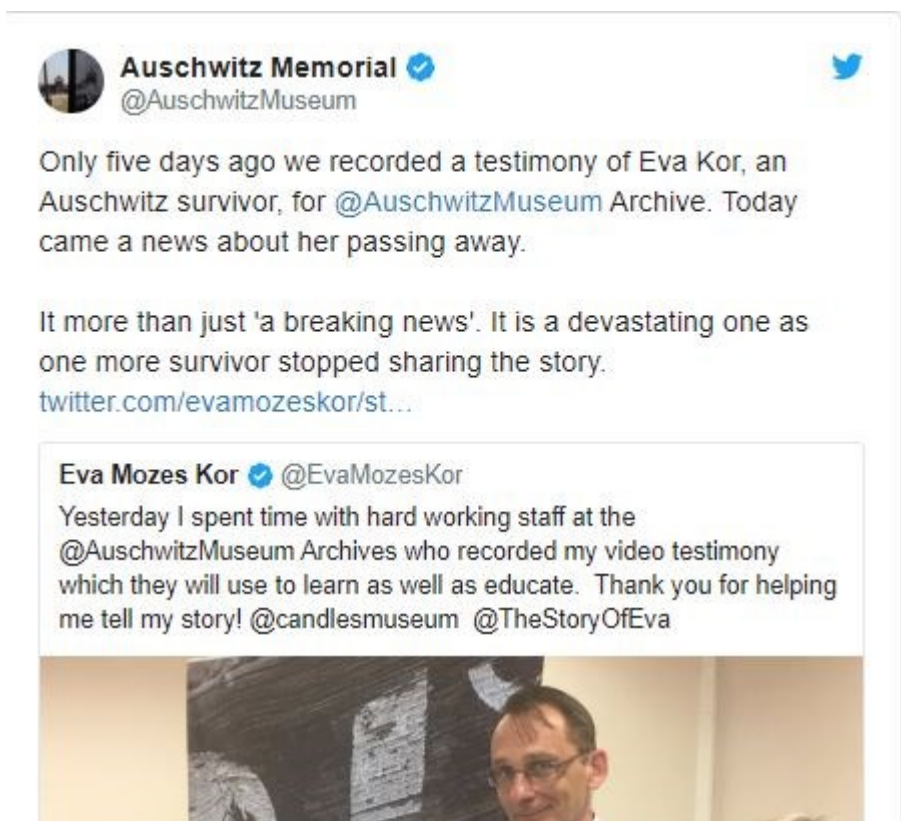 Auschwitz Memorial
@AuschwitzMuseum
Only five days ago we recorded a testimony of Eva Kor, an
Auschwitz survivor, for @AuschwitzMuseum Archive. Today
came a news about her passing away.
It more than just 'a breaking news'. It is a devastating one as
one more survivor stopped sharing the story.
twitter.com/evamozeskor/st…
Eva Mozes Kor @EvaMozesKor
Yesterday I spent time with hard working staff at the
@AuschwitzMuseum Archives who recorded my video testimony
which they will use to learn as well as educate.  Thank you for helping
me tell my story! @candlesmuseum  @TheStoryOfEva